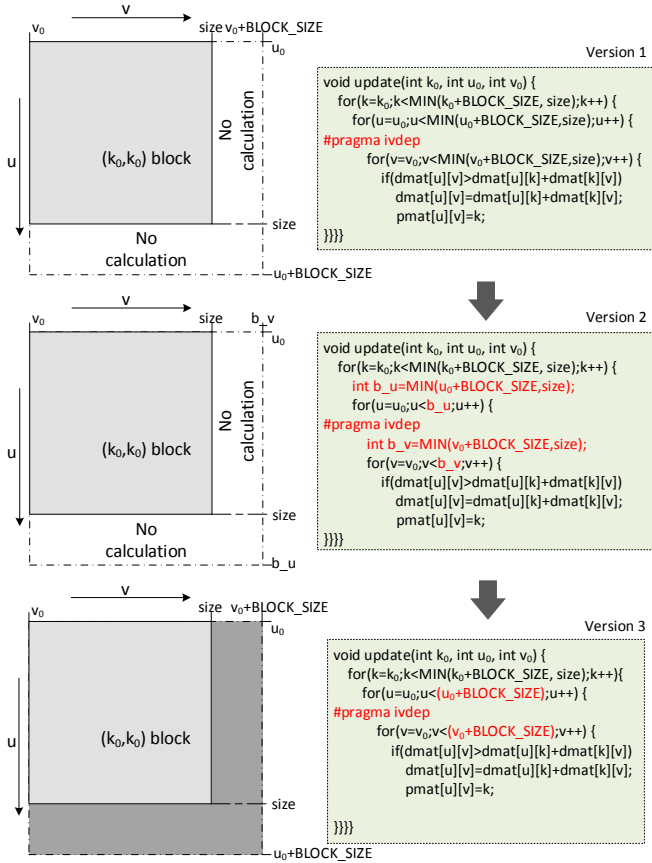 v
v₀
size
v₀+BLOCK_SIZE
u₀
u
(k₀,k₀) block
No calculation
size
No
calculation
u₀+BLOCK_SIZE
Version 1
void update(int k₀, int u₀, int v₀) {
for(k=k₀;k<MIN(k₀+BLOCK_SIZE, size);k++) {
for(u=u₀;u<MIN(u₀+BLOCK_SIZE,size);u++) {
#pragma ivdep
for(v=v₀;v<MIN(v₀+BLOCK_SIZE,size);v++) {
if(dmat[u][v]>dmat[u][k]+dmat[k][v])
dmat[u][v]=dmat[u][k]+dmat[k][v];
pmat[u][v]=k;
}}}}
v
v₀
size
b_v
u₀
u
(k₀,k₀) block
No calculation
size
No
calculation
b_u
Version 2
void update(int k₀, int u₀, int v₀) {
for(k=k₀;k<MIN(k₀+BLOCK_SIZE, size);k++) {
int b_u=MIN(u₀+BLOCK_SIZE,size);
for(u=u₀;u<b_u;u++) {
#pragma ivdep
int b_v=MIN(v₀+BLOCK_SIZE,size);
for(v=v₀;v<b_v;v++) {
if(dmat[u][v]>dmat[u][k]+dmat[k][v])
dmat[u][v]=dmat[u][k]+dmat[k][v];
pmat[u][v]=k;
}}}}
v
v₀
size
v₀+BLOCK_SIZE
u₀
u
(k₀,k₀) block
size
u₀+BLOCK_SIZE
Version 3
void update(int k₀, int u₀, int v₀) {
for(k=k₀;k<MIN(k₀+BLOCK_SIZE, size);k++){
for(u=u₀;u<(u₀+BLOCK_SIZE);u++) {
#pragma ivdep
for(v=v₀;v<(v₀+BLOCK_SIZE);v++) {
if(dmat[u][v]>dmat[u][k]+dmat[k][v])
dmat[u][v]=dmat[u][k]+dmat[k][v];
pmat[u][v]=k;
}}}}